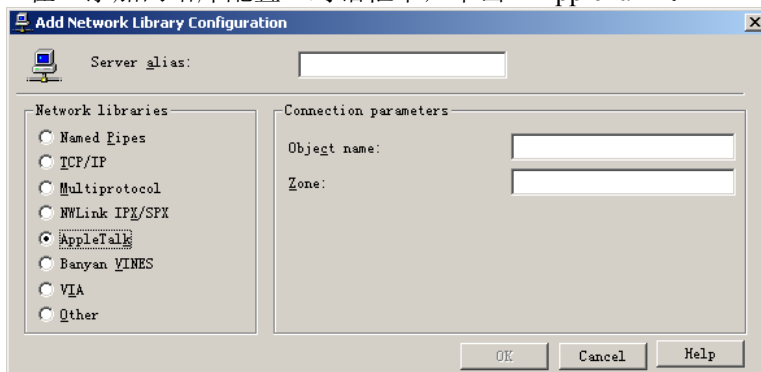 Add Network Library Configuration
Server alias:
Network libraries
Named Pipes
TCP/IP
Multiprotocol
NWLink IPX/SPX
AppleTalk
Banyan VINES
VIA
Other
Connection parameters
Object name:
Zone:
OK Cancel Help